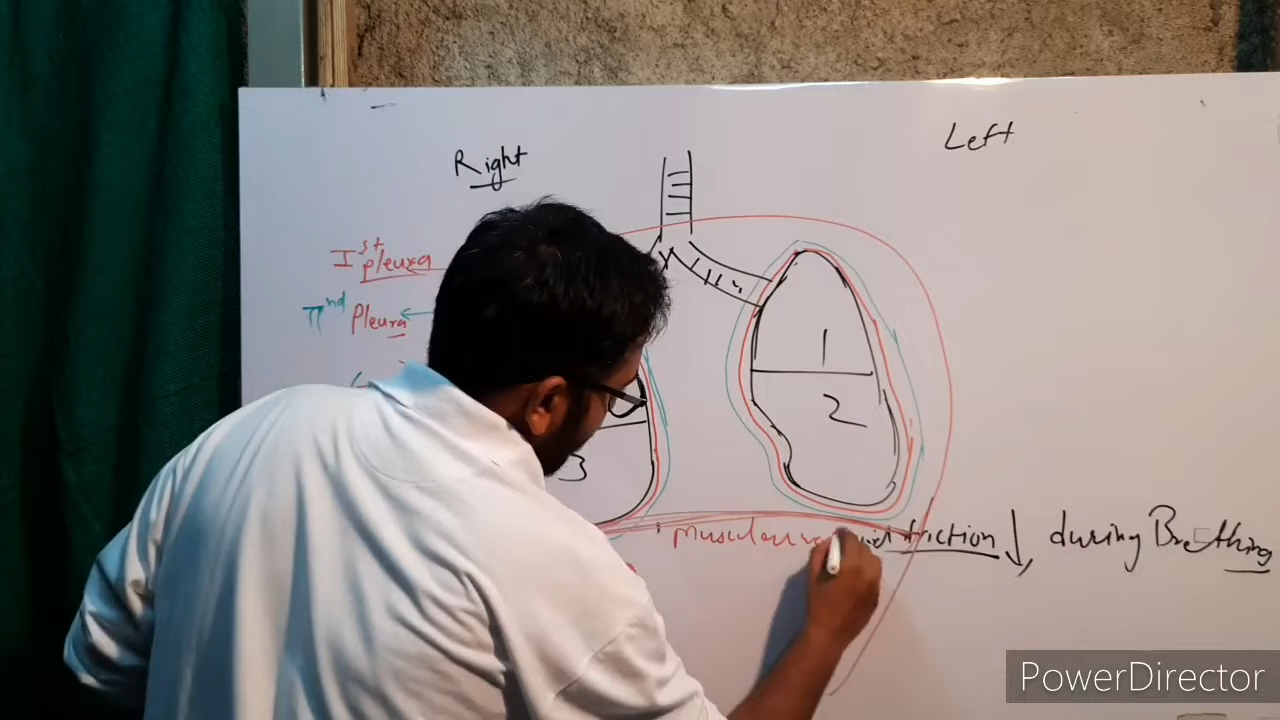 Left
Right
Ist pleura
IInd Pleura
1
2
3
friction ↓, during Breathing
PowerDirector